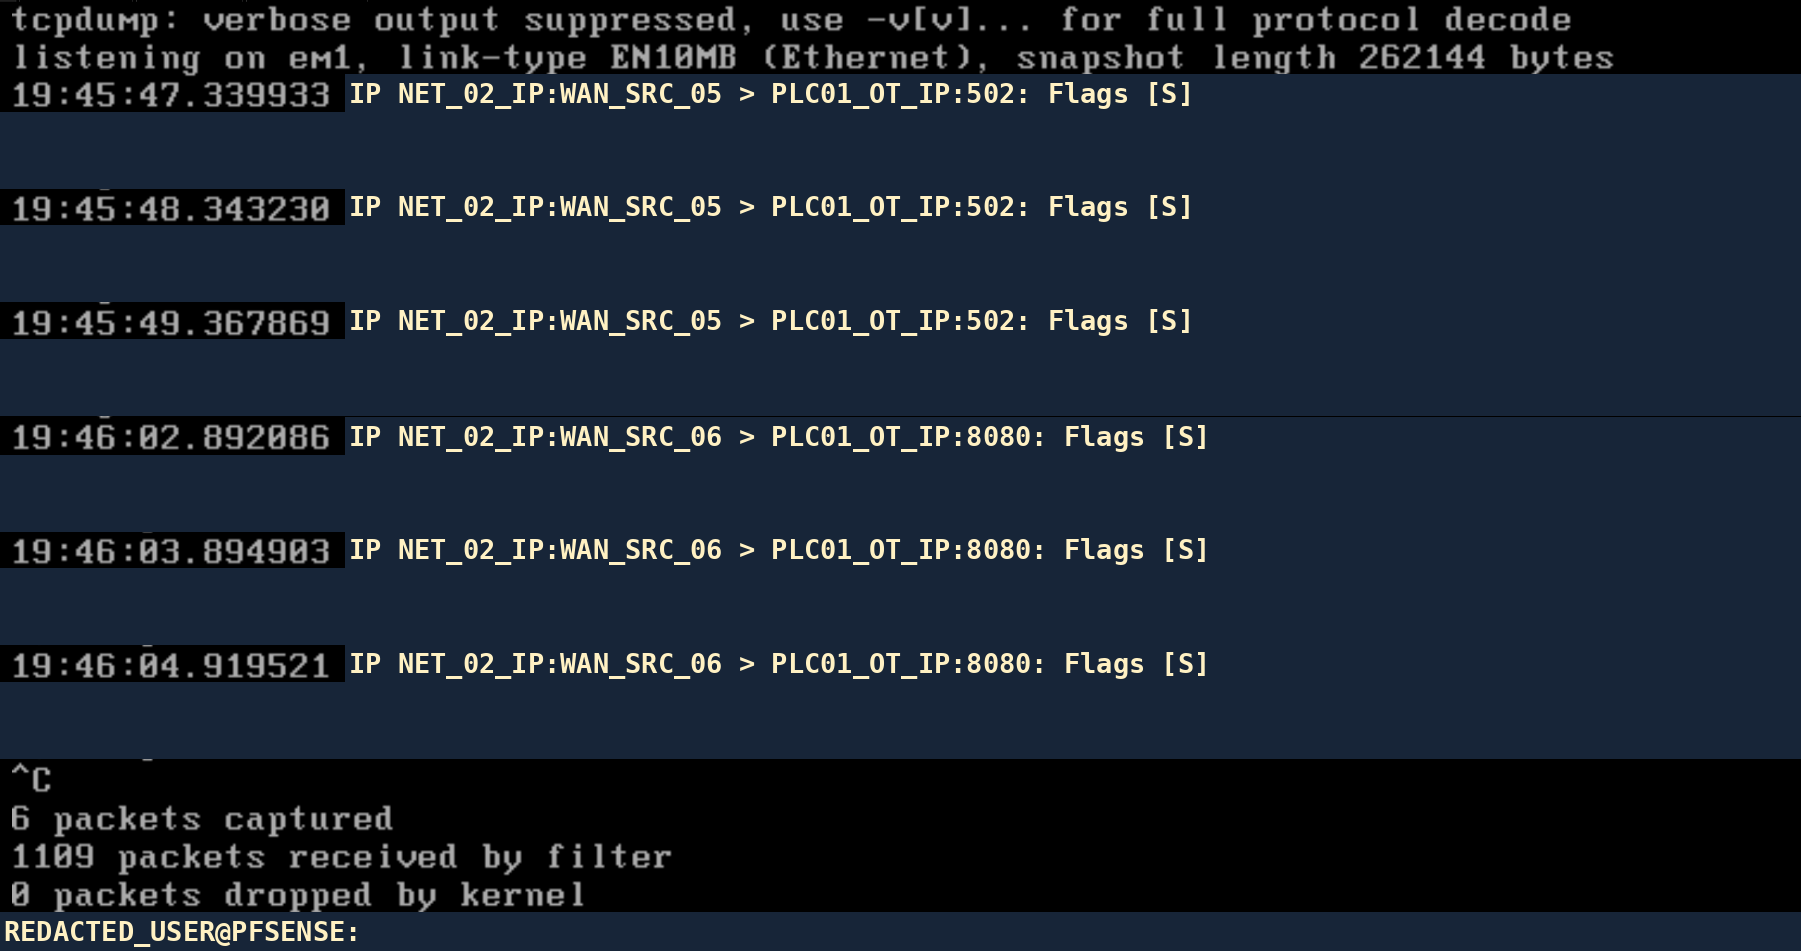 tcpdump: verbose output suppressed, use -v[v]... for full protocol decode
listening on em1, link-type EN10MB (Ethernet), snapshot length 262144 bytes
19:45:47.339933 IP NET_02_IP:WAN_SRC_05 > PLC01_OT_IP:502: Flags [S]
19:45:48.343230 IP NET_02_IP:WAN_SRC_05 > PLC01_OT_IP:502: Flags [S]
19:45:49.367869 IP NET_02_IP:WAN_SRC_05 > PLC01_OT_IP:502: Flags [S]
19:46:02.892086 IP NET_02_IP:WAN_SRC_06 > PLC01_OT_IP:8080: Flags [S]
19:46:03.894903 IP NET_02_IP:WAN_SRC_06 > PLC01_OT_IP:8080: Flags [S]
19:46:04.919521 IP NET_02_IP:WAN_SRC_06 > PLC01_OT_IP:8080: Flags [S]
^C
6 packets captured
1109 packets received by filter
0 packets dropped by kernel
REDACTED_USER@PFSENSE: